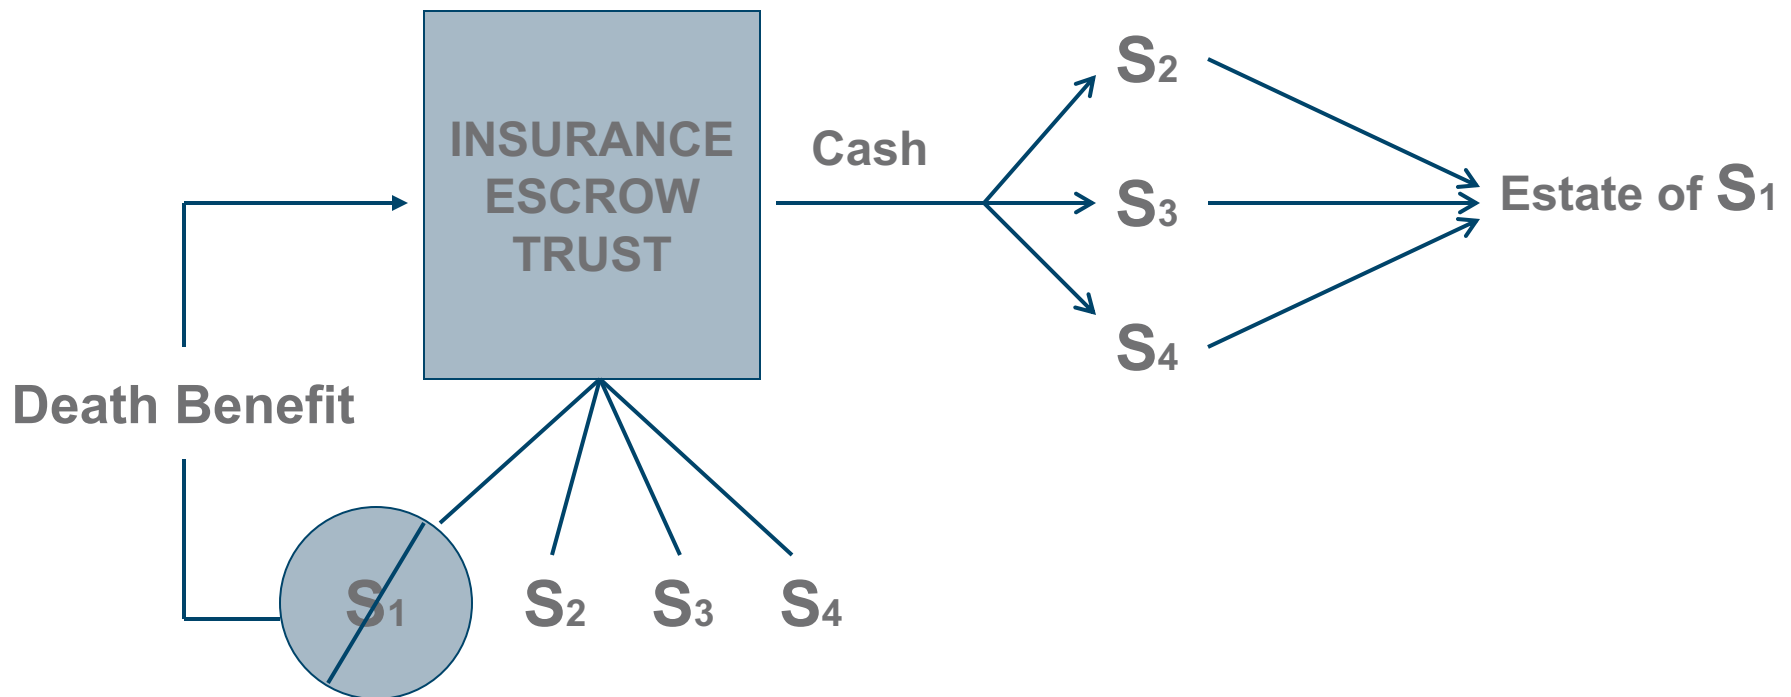 INSURANCE
ESCROW
TRUST
Cash
S2
S3
S4
Estate of S1
Death Benefit
S1
S2
S3
S4